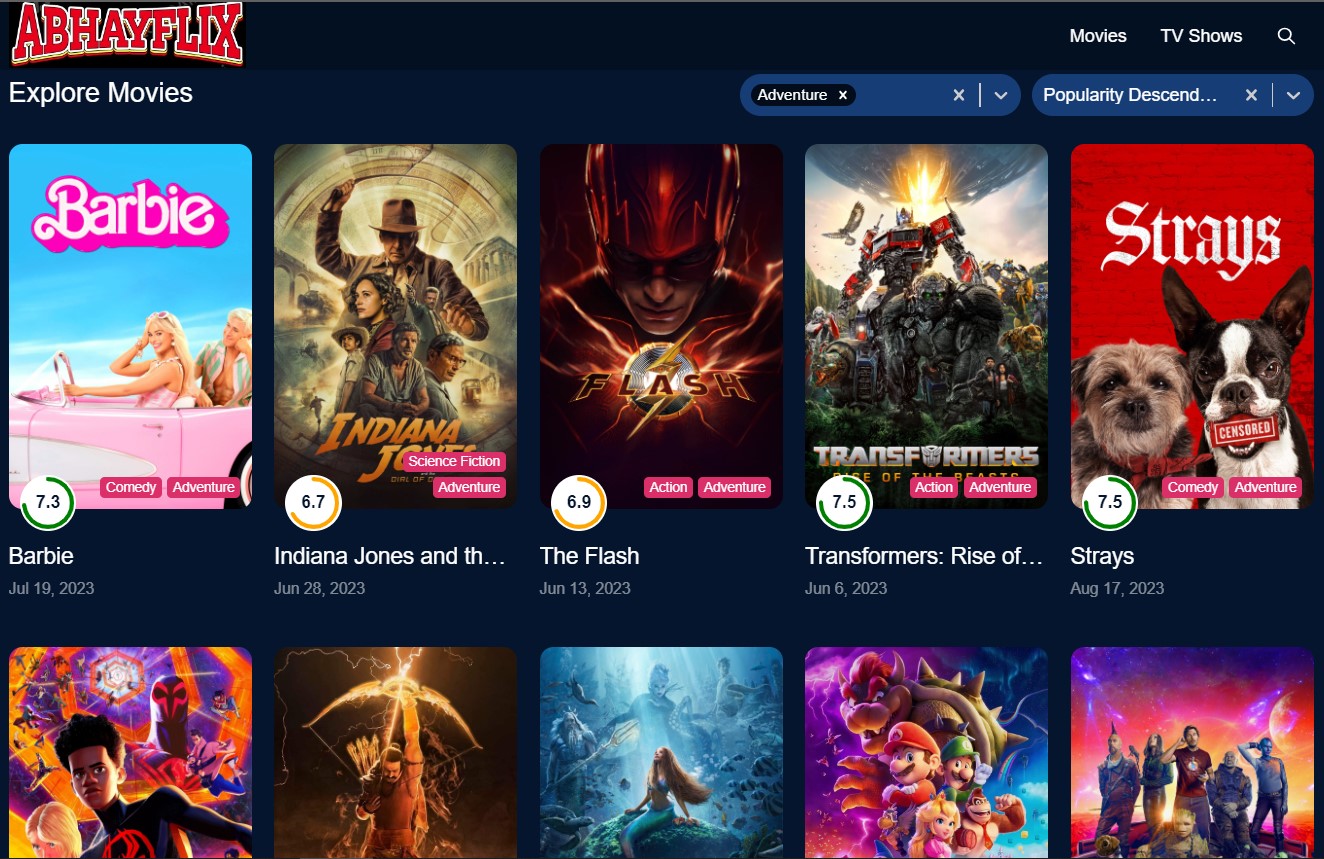 ABHAYFLIX
Movies
TV Shows
Explore Movies
Adventure
Popularity Descend...
Barbie
INDIANA
Strays
CENSORED
FLASH
TRANSFORMERS
RISE OF THE BEASTS
Science Fiction
7.3
Comedy
Adventure
6.7
Adventure
6.9
Action
Adventure
7.5
Action
Adventure
7.5
Comedy
Adventure
Barbie
Indiana Jones and th...
The Flash
Transformers: Rise of...
Strays
Jul 19, 2023
Jun 28, 2023
Jun 13, 2023
Jun 6, 2023
Aug 17, 2023